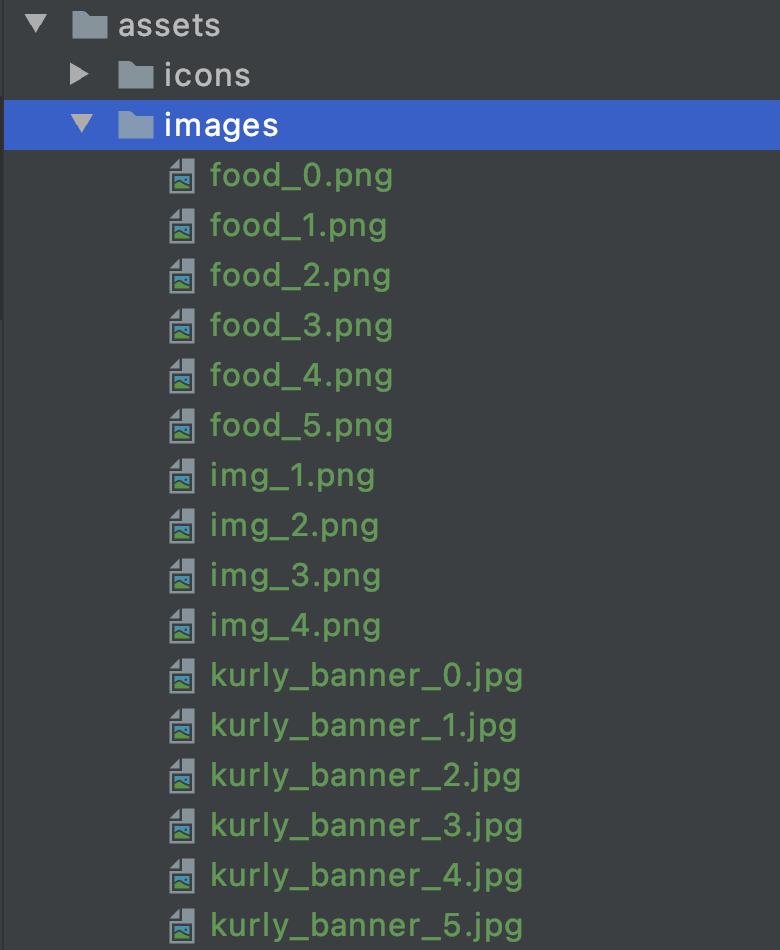 assets
icons
images
food_0.png
food_1.png
food_2.png
food_3.png
food_4.png
food_5.png
img_1.png
img_2.png
img_3.png
img_4.png
kurly_banner_0.jpg
kurly_banner_1.jpg
kurly_banner_2.jpg
kurly_banner_3.jpg
kurly_banner_4.jpg
kurly_banner_5.jpg